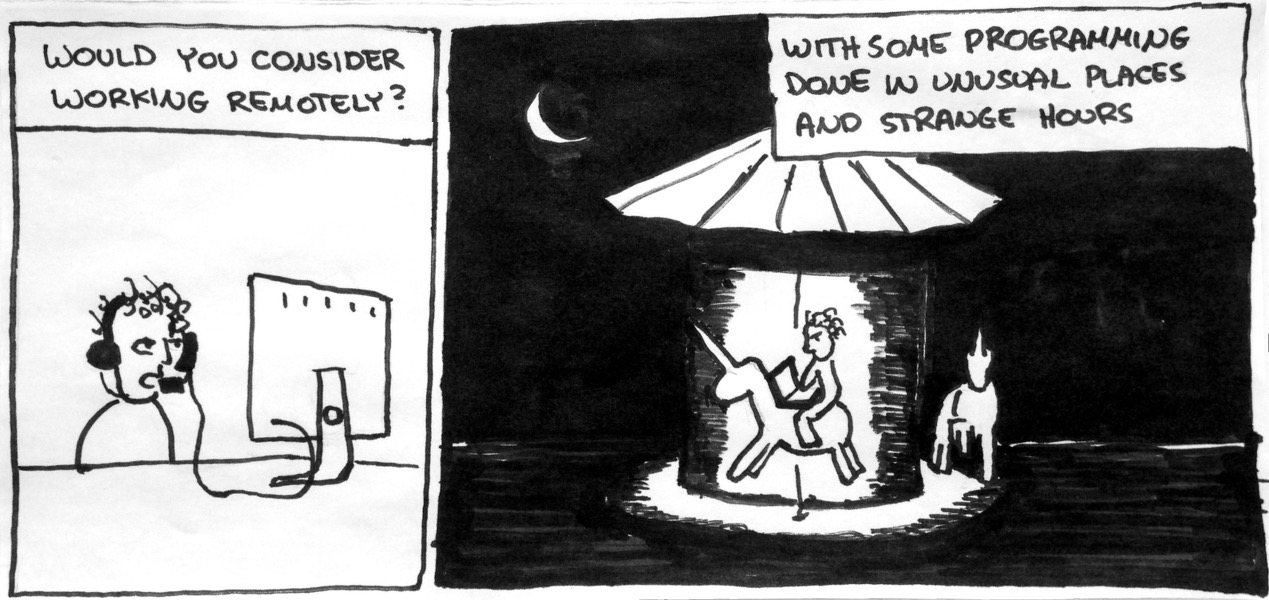 WOULD YOU CONSIDER
WORKING REMOTELY?
WITH SOME PROGRAMMING
DONE IN UNUSUAL PLACES
AND STRANGE HOURS